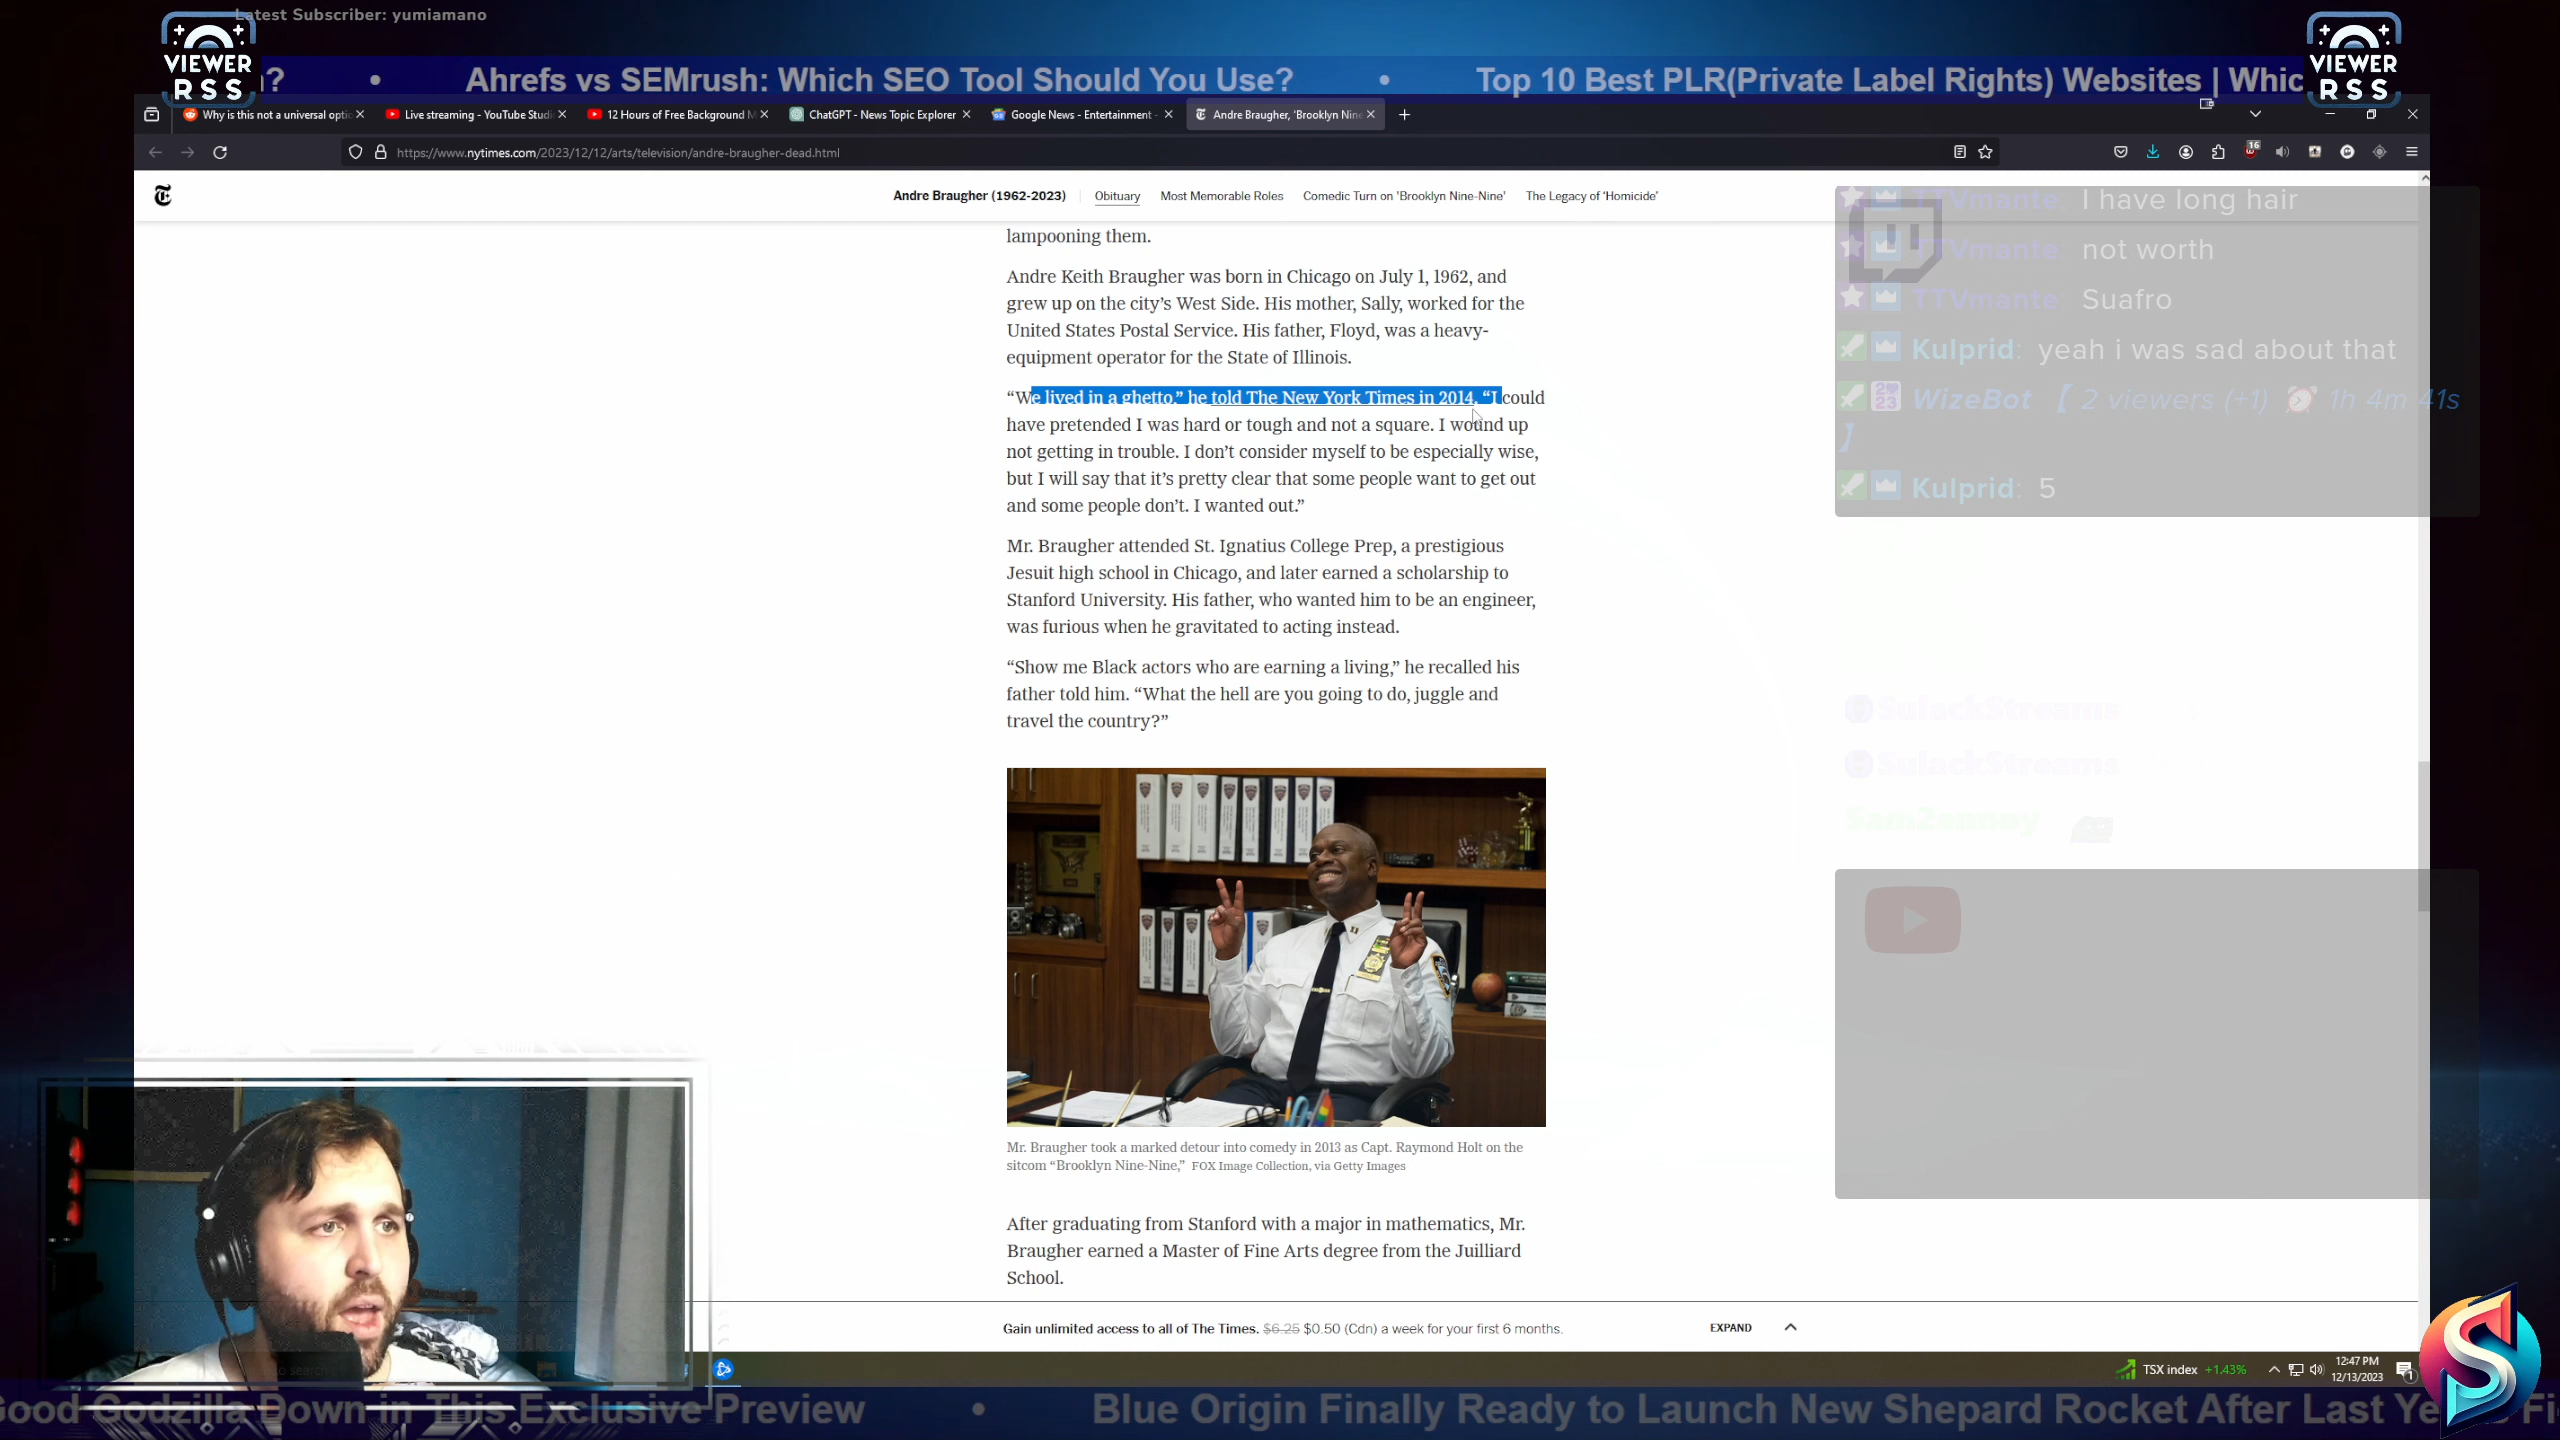 Latest Subscriber: yumiamano
VIEWER
RSS
VIEWER
RSS
n? • Ahrefs vs SEMrush: Which SEO Tool Should You Use? • Top 10 Best PLR(Private Label Rights) Websites | Whic
Why is this not a universal optio
Live streaming - YouTube Studi
12 Hours of Free Background M
ChatGPT - News Topic Explorer
Google News - Entertainment -
Andre Braugher, 'Brooklyn Nine
https://www.nytimes.com/2023/12/12/arts/television/andre-braugher-dead.html
16
Andre Braugher (1962-2023)
Obituary
Most Memorable Roles
Comedic Turn on 'Brooklyn Nine-Nine'
The Legacy of 'Homicide'
lampooning them.
Andre Keith Braugher was born in Chicago on July 1, 1962, and
grew up on the city’s West Side. His mother, Sally, worked for the
United States Postal Service. His father, Floyd, was a heavy-
equipment operator for the State of Illinois.
“We lived in a ghetto,” he told The New York Times in 2014. “I could
have pretended I was hard or tough and not a square. I wound up
not getting in trouble. I don’t consider myself to be especially wise,
but I will say that it’s pretty clear that some people want to get out
and some people don’t. I wanted out.”
Mr. Braugher attended St. Ignatius College Prep, a prestigious
Jesuit high school in Chicago, and later earned a scholarship to
Stanford University. His father, who wanted him to be an engineer,
was furious when he gravitated to acting instead.
“Show me Black actors who are earning a living,” he recalled his
father told him. “What the hell are you going to do, juggle and
travel the country?”
Mr. Braugher took a marked detour into comedy in 2013 as Capt. Raymond Holt on the
sitcom “Brooklyn Nine-Nine,” FOX Image Collection, via Getty Images
After graduating from Stanford with a major in mathematics, Mr.
Braugher earned a Master of Fine Arts degree from the Juilliard
School.
Gain unlimited access to all of The Times. $6.25 $0.50 (Cdn) a week for your first 6 months.
EXPAND
TTVmante: I have long hair
TTVmante: not worth
TTVmante: Suafro
Kulprid: yeah i was sad about that
WizeBot 【 2 viewers (+1) ⏰ 1h 4m 41s
】
Kulprid: 5
SulackStreams
SulackStreams
TSX index +1.43%
12:47 PM
12/13/2023
1
Good Godzilla Down in This Exclusive Preview • Blue Origin Finally Ready to Launch New Shepard Rocket After Last Ye